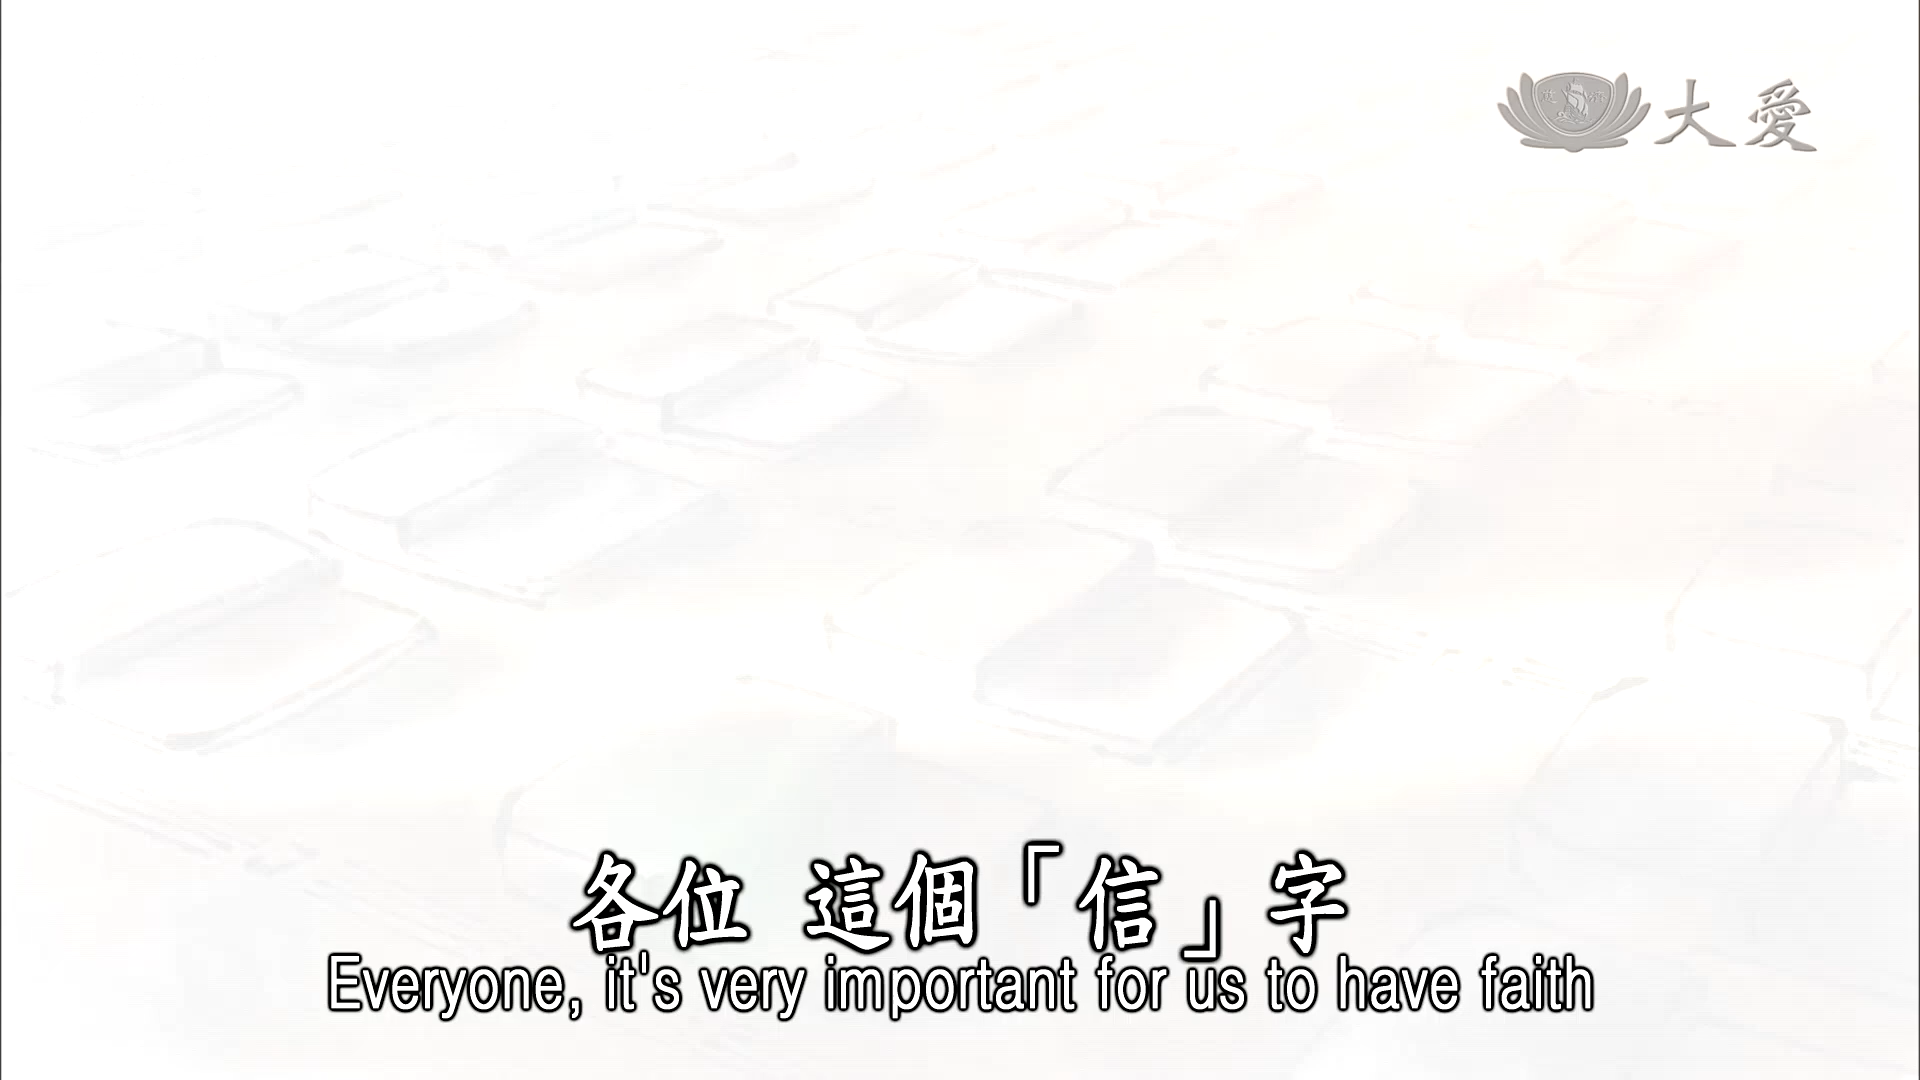 大愛
各位 這個「信」字
Everyone, it's very important for us to have faith